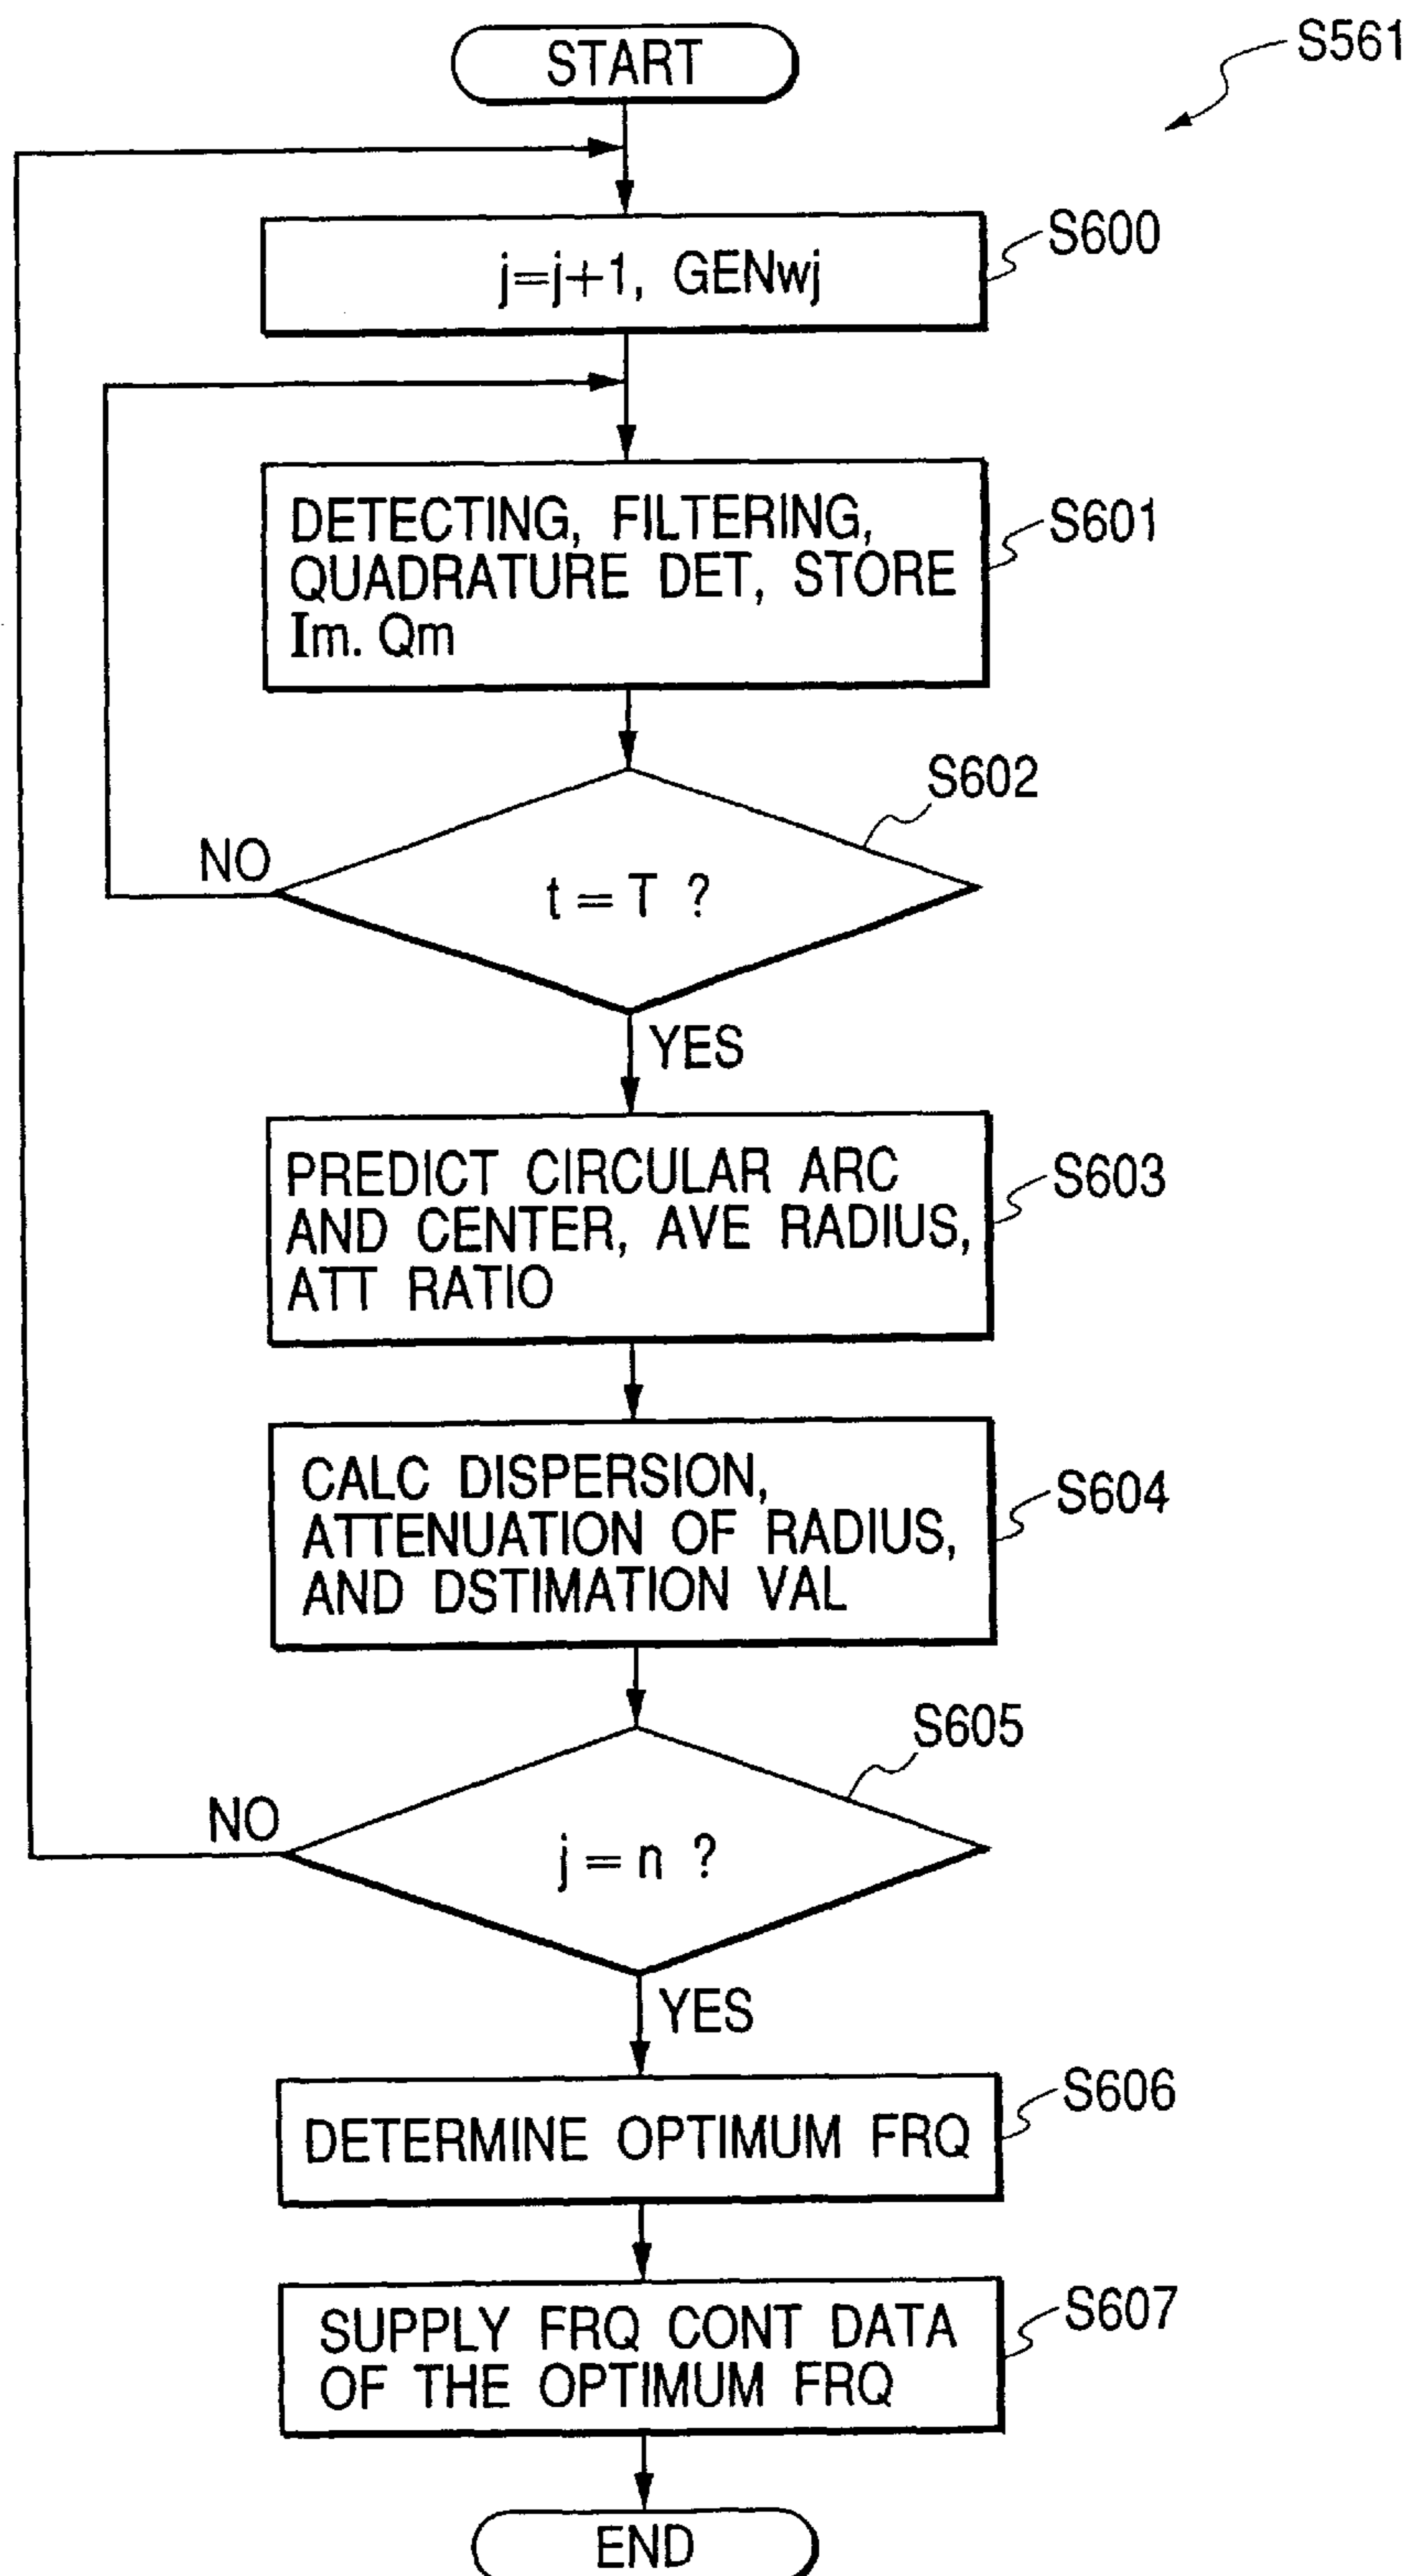 START
S561
j=j+1, GENwj
S600
DETECTING, FILTERING,
QUADRATURE DET, STORE
Im. Qm
S601
S602
NO
t = T ?
YES
PREDICT CIRCULAR ARC
AND CENTER, AVE RADIUS,
ATT RATIO
S603
CALC DISPERSION,
ATTENUATION OF RADIUS,
AND DSTIMATION VAL
S604
S605
NO
j = n ?
YES
DETERMINE OPTIMUM FRQ
S606
SUPPLY FRQ CONT DATA
OF THE OPTIMUM FRQ
S607
END